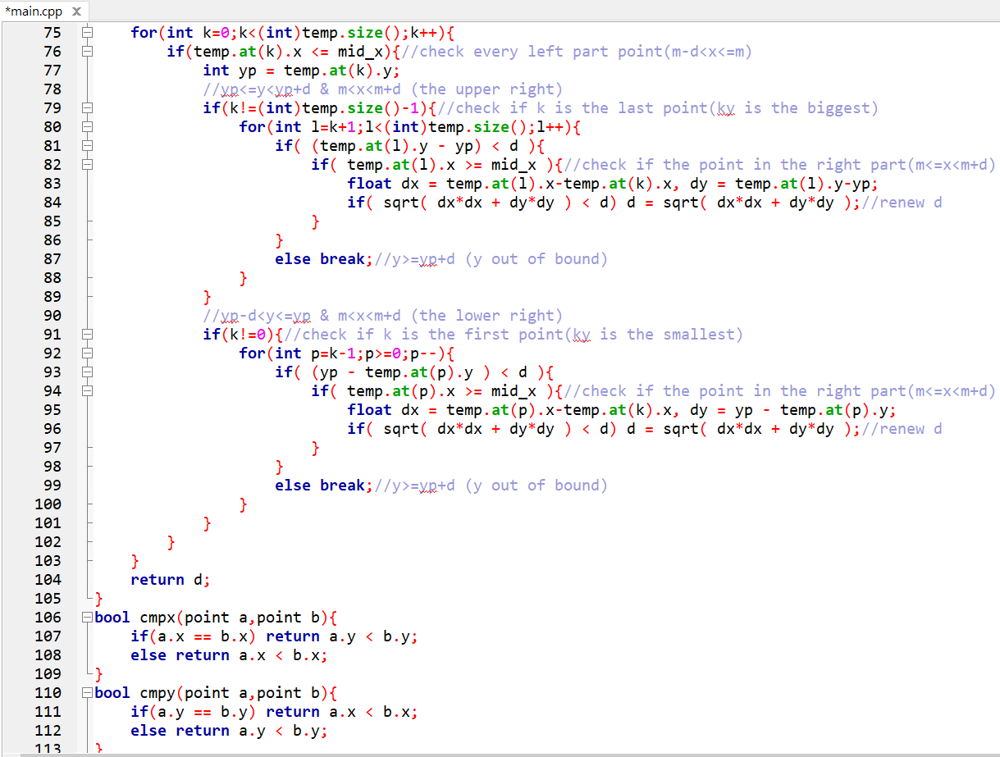 *main.cpp x
75 for(int k=0;k<(int)temp.size();k++){
76 if(temp.at(k).x <= mid_x){//check every left part point(m-d<x<=m)
77 int yp = temp.at(k).y;
78 //yp<=y<yp+d & m<x<m+d (the upper right)
79 if(k!=(int)temp.size()-1){//check if k is the last point(ky is the biggest)
80 for(int l=k+1;l<(int)temp.size();l++){
81 if( (temp.at(l).y - yp) < d ){
82 if( temp.at(l).x >= mid_x ){//check if the point in the right part(m<=x<m+d)
83 float dx = temp.at(l).x-temp.at(k).x, dy = temp.at(l).y-yp;
84 if( sqrt( dx*dx + dy*dy ) < d) d = sqrt( dx*dx + dy*dy );//renew d
85 }
86 }
87 else break;//y>=yp+d (y out of bound)
88 }
89 }
90 //yp-d<y<=yp & m<x<m+d (the lower right)
91 if(k!=0){//check if k is the first point(ky is the smallest)
92 for(int p=k-1;p>=0;p--){
93 if( (yp - temp.at(p).y ) < d ){
94 if( temp.at(p).x >= mid_x ){//check if the point in the right part(m<=x<m+d)
95 float dx = temp.at(p).x-temp.at(k).x, dy = yp - temp.at(p).y;
96 if( sqrt( dx*dx + dy*dy ) < d) d = sqrt( dx*dx + dy*dy );//renew d
97 }
98 }
99 else break;//y>=yp+d (y out of bound)
100 }
101 }
102 }
103 }
104 return d;
105 }
106 bool cmpx(point a,point b){
107 if(a.x == b.x) return a.y < b.y;
108 else return a.x < b.x;
109 }
110 bool cmpy(point a,point b){
111 if(a.y == b.y) return a.x < b.x;
112 else return a.y < b.y;
113 }